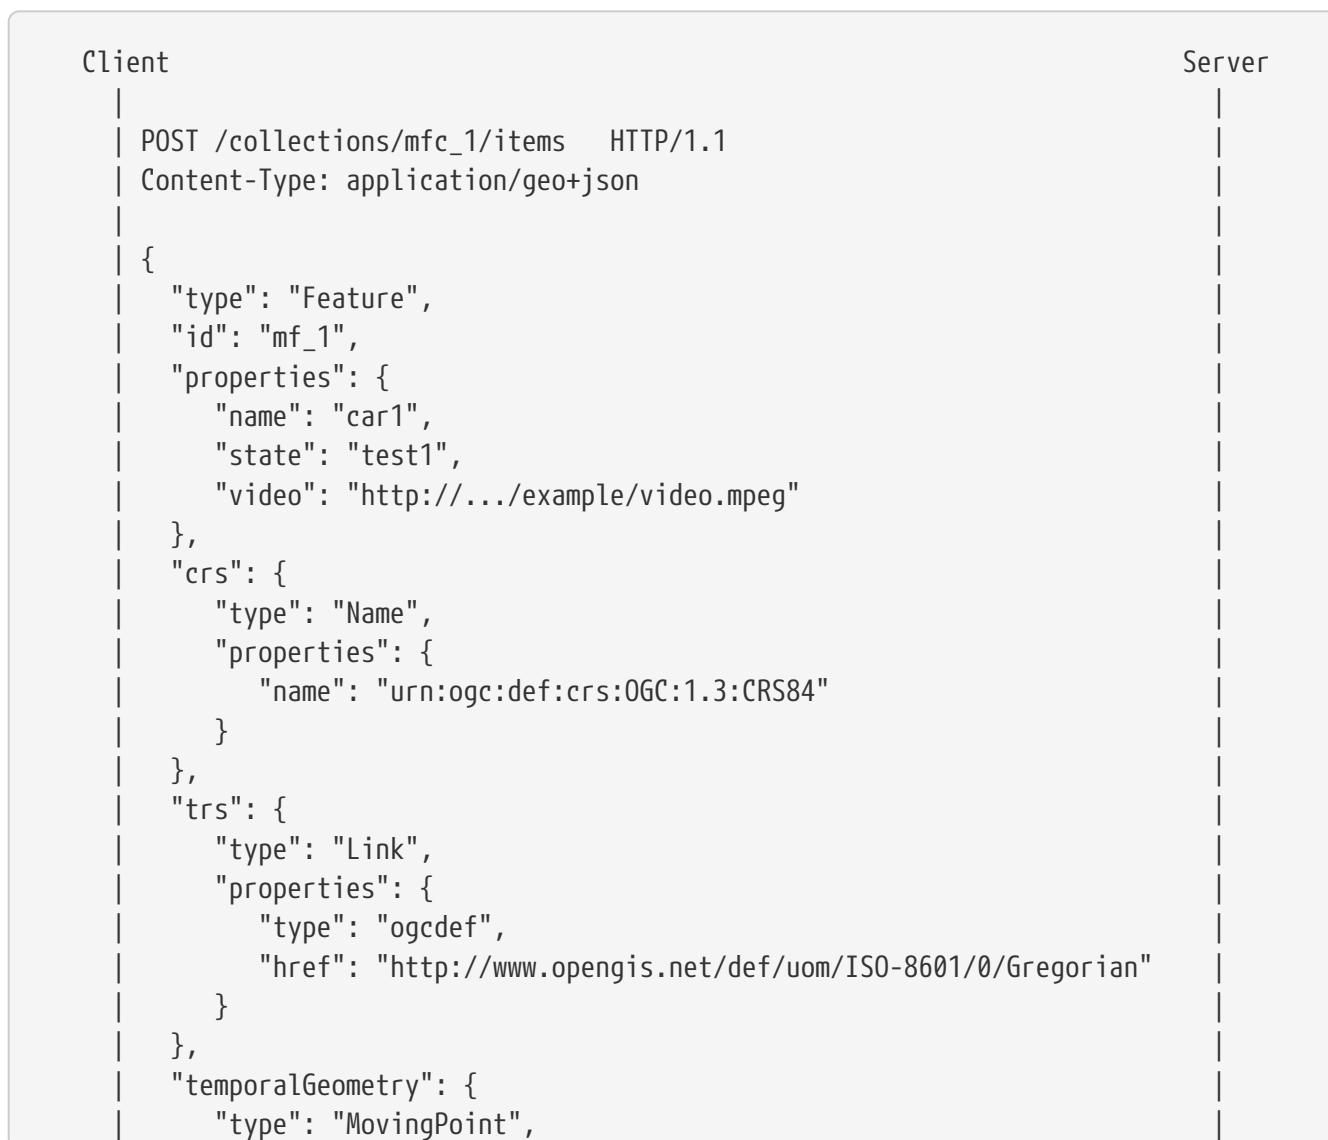 Client                                                                     Server
  |                                                                           |
  | POST /collections/mfc_1/items   HTTP/1.1                                  |
  | Content-Type: application/geo+json                                        |
  |                                                                           |
  | {                                                                         |
  |   "type": "Feature",                                                      |
  |   "id": "mf_1",                                                           |
  |   "properties": {                                                         |
  |      "name": "car1",                                                      |
  |      "state": "test1",                                                    |
  |      "video": "http://.../example/video.mpeg"                             |
  |   },                                                                      |
  |   "crs": {                                                                |
  |      "type": "Name",                                                      |
  |      "properties": {                                                      |
  |         "name": "urn:ogc:def:crs:OGC:1.3:CRS84"                           |
  |      }                                                                    |
  |   },                                                                      |
  |   "trs": {                                                                |
  |      "type": "Link",                                                      |
  |      "properties": {                                                      |
  |         "type": "ogcdef",                                                 |
  |         "href": "http://www.opengis.net/def/uom/ISO-8601/0/Gregorian"     |
  |      }                                                                    |
  |   },                                                                      |
  |   "temporalGeometry": {                                                   |
  |      "type": "MovingPoint",                                               |